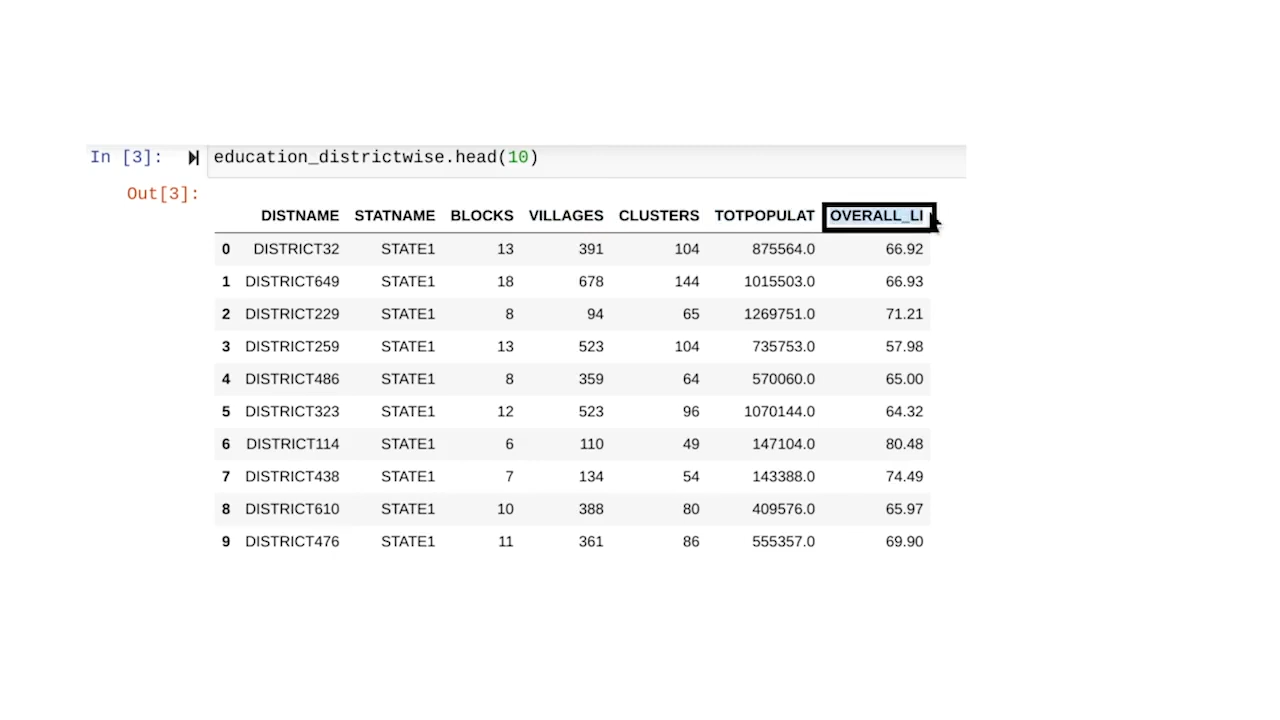 In [3]: education_districtwise.head(10)
Out[3]:
DISTNAME STATNAME BLOCKS VILLAGES CLUSTERS TOTPOPULAT OVERALL_LI
0 DISTRICT32 STATE1 13 391 104 875564.0 66.92
1 DISTRICT649 STATE1 18 678 144 1015503.0 66.93
2 DISTRICT229 STATE1 8 94 65 1269751.0 71.21
3 DISTRICT259 STATE1 13 523 104 735753.0 57.98
4 DISTRICT486 STATE1 8 359 64 570060.0 65.00
5 DISTRICT323 STATE1 12 523 96 1070144.0 64.32
6 DISTRICT114 STATE1 6 110 49 147104.0 80.48
7 DISTRICT438 STATE1 7 134 54 143388.0 74.49
8 DISTRICT610 STATE1 10 388 80 409576.0 65.97
9 DISTRICT476 STATE1 11 361 86 555357.0 69.90